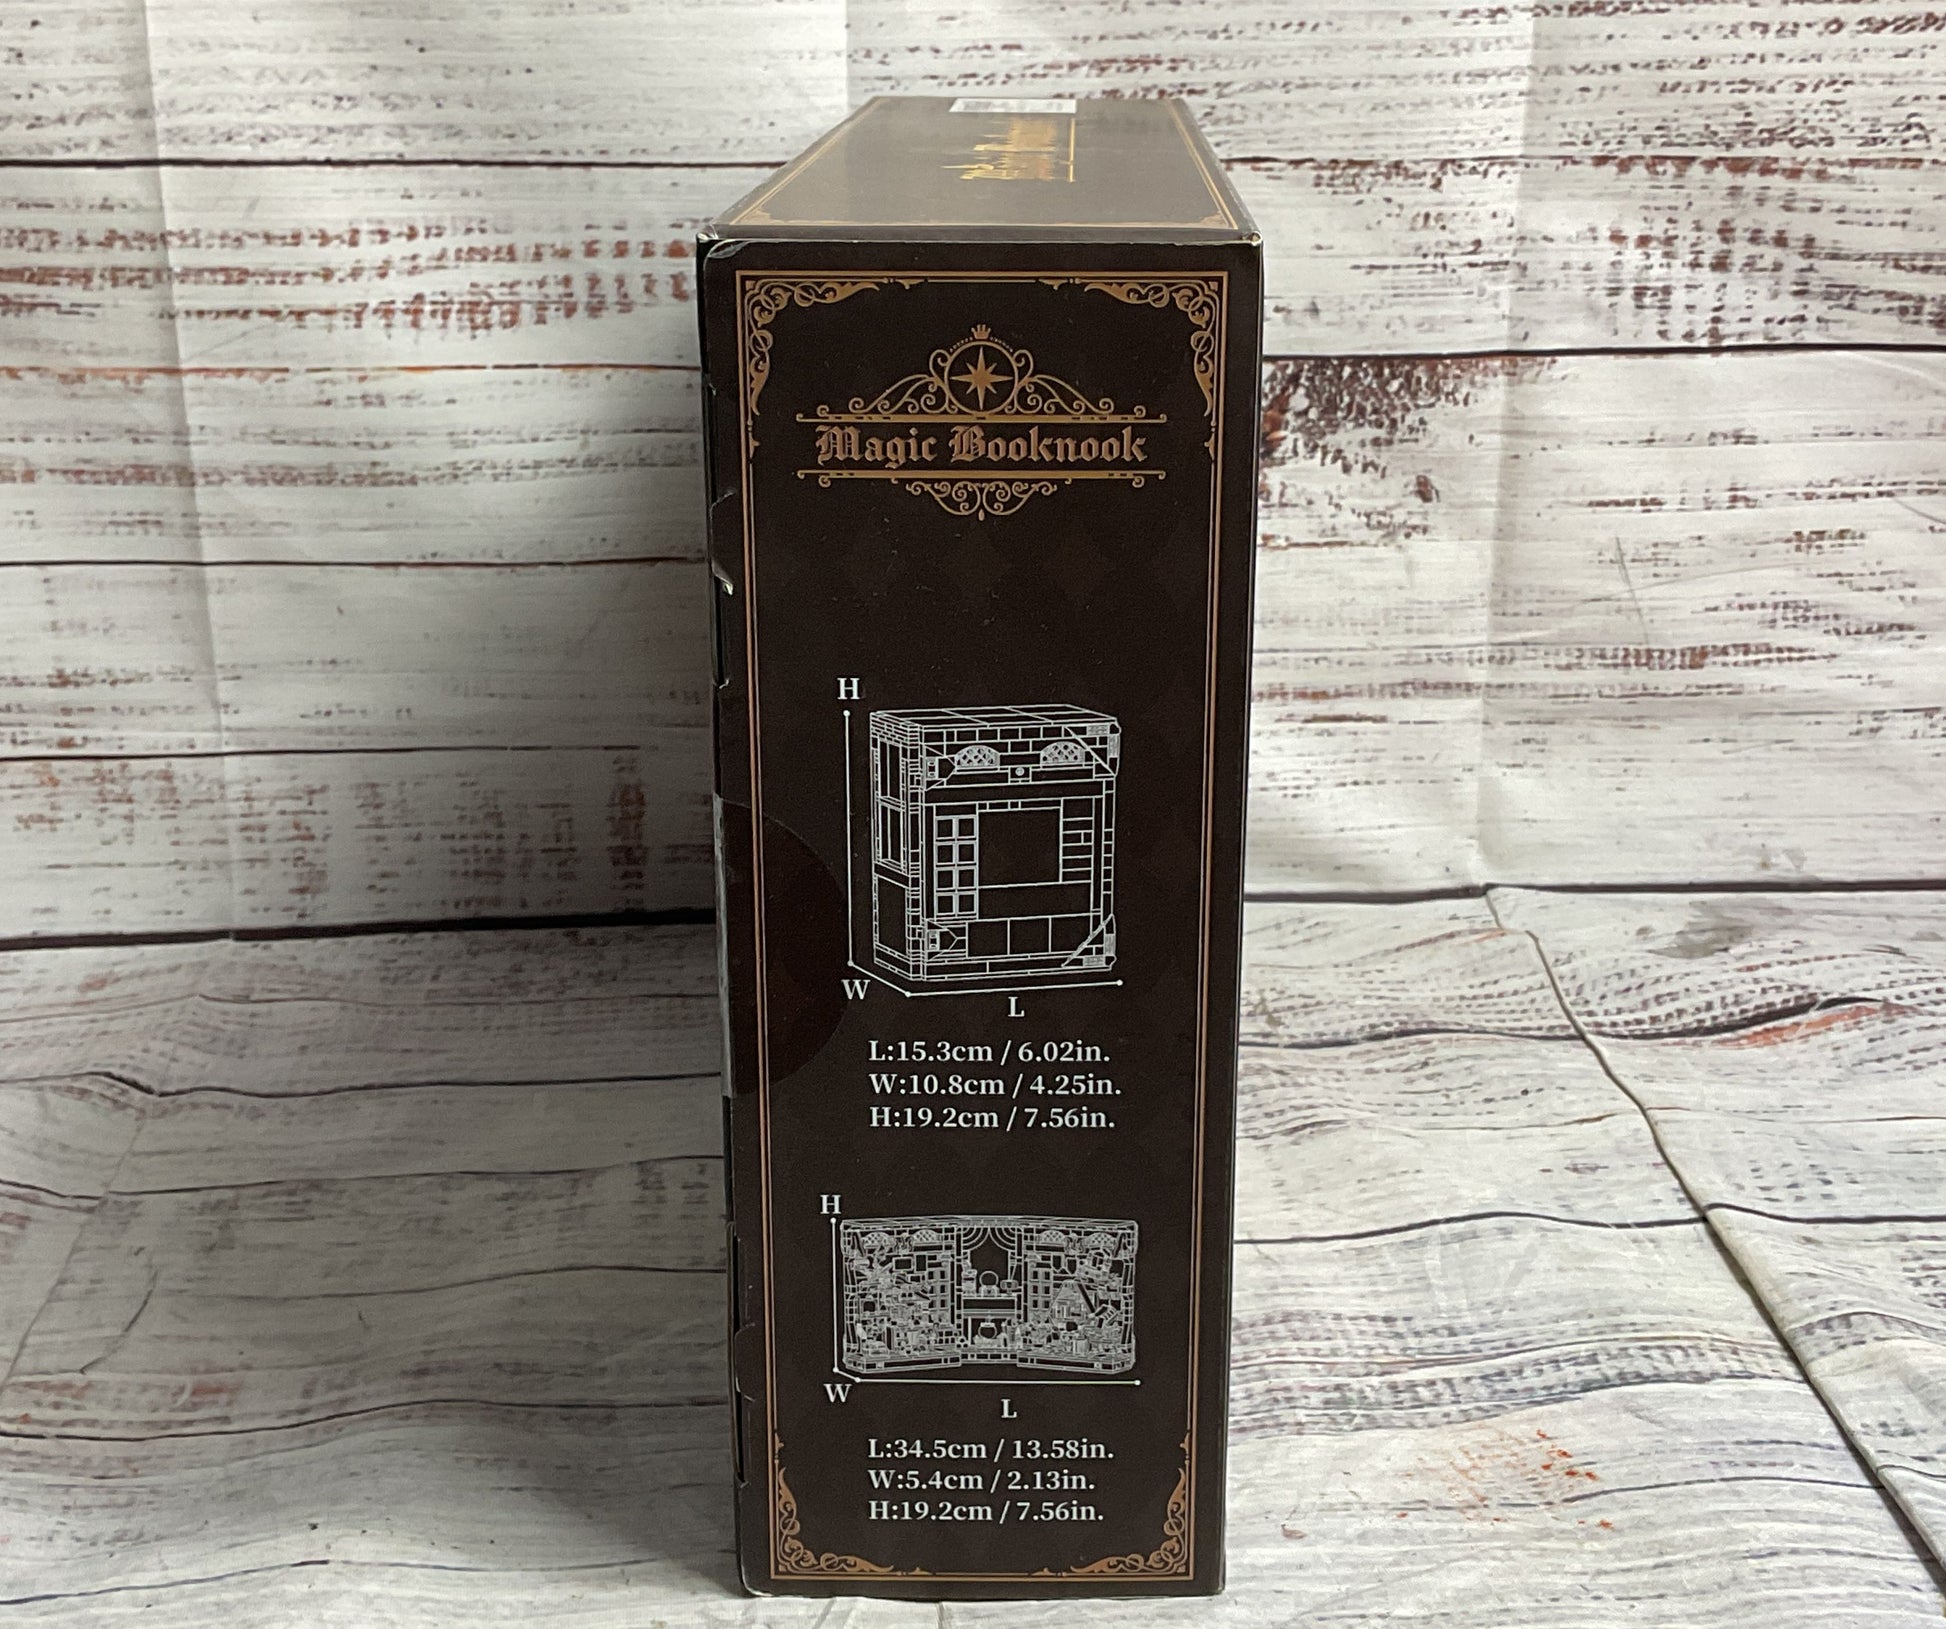 Magic Booknook
H
W
L
L:15.3cm / 6.02in.
W:10.8cm / 4.25in.
H:19.2cm / 7.56in.
H
W
L
L:34.5cm / 13.58in.
W:5.4cm / 2.13in.
H:19.2cm / 7.56in.